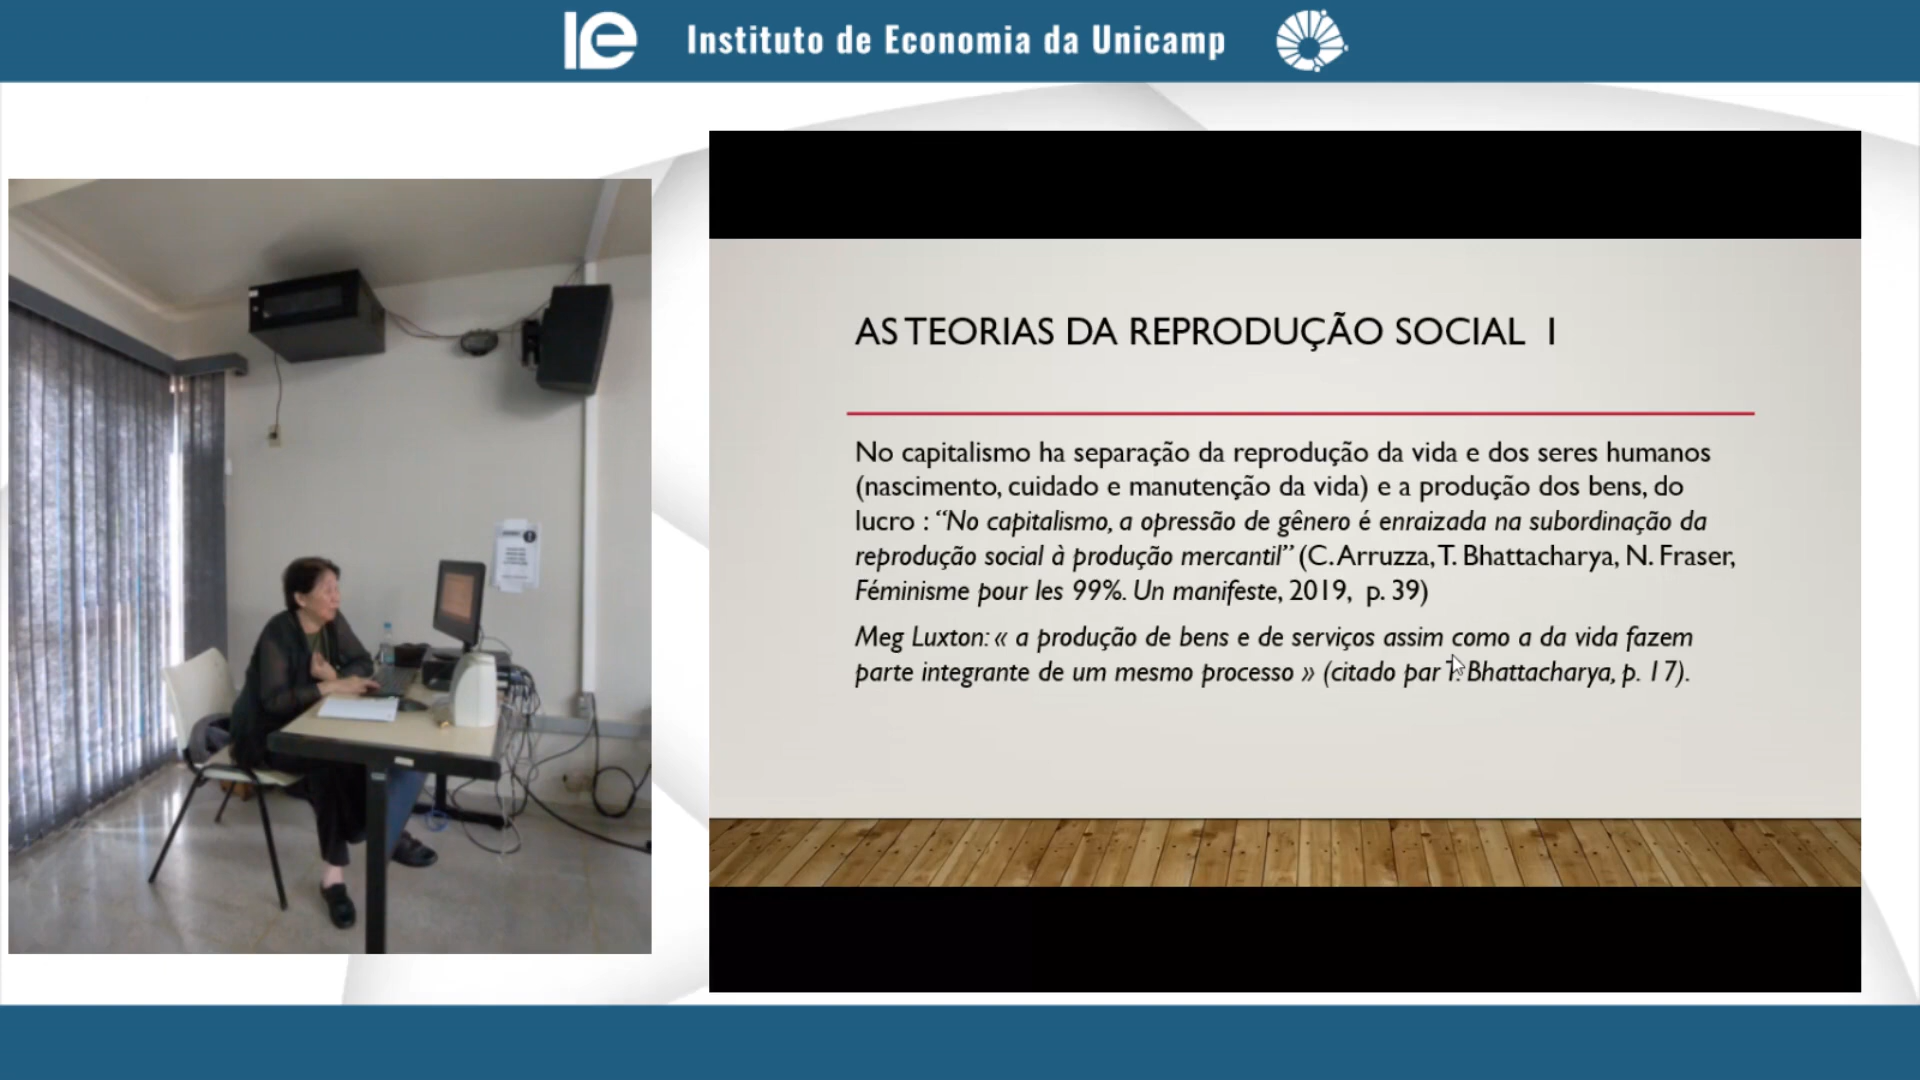 Instituto de Economia da Unicamp
AS TEORIAS DA REPRODUÇÃO SOCIAL I
No capitalismo ha separação da reprodução da vida e dos seres humanos
(nascimento, cuidado e manutenção da vida) e a produção dos bens, do
lucro : “No capitalismo, a opressão de gênero é enraizada na subordinação da
reprodução social à produção mercantil” (C. Arruzza, T. Bhattacharya, N. Fraser,
Féminisme pour les 99%. Un manifeste, 2019, p. 39)
Meg Luxton: « a produção de bens e de serviços assim como a da vida fazem
parte integrante de um mesmo processo » (citado par T. Bhattacharya, p. 17).